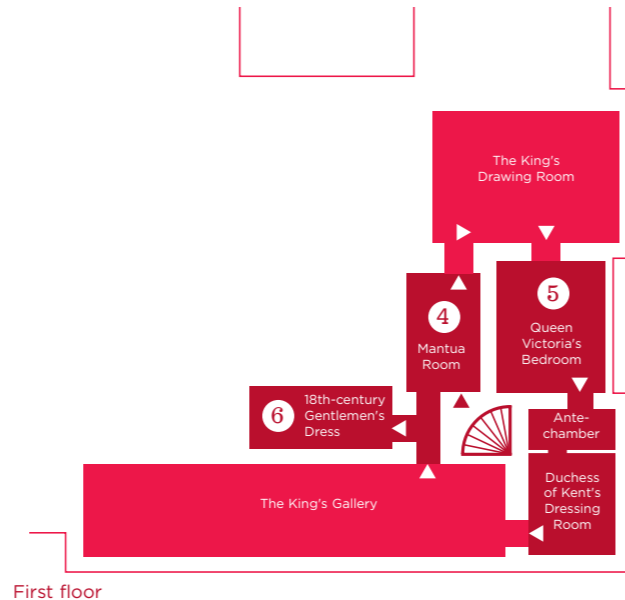 The King's
Drawing Room
4
Mantua
Room
5
Queen
Victoria's
Bedroom
6
18th-century
Gentlemen's
Dress
Ante-
chamber
Duchess
of Kent's
Dressing
Room
The King's Gallery
First floor